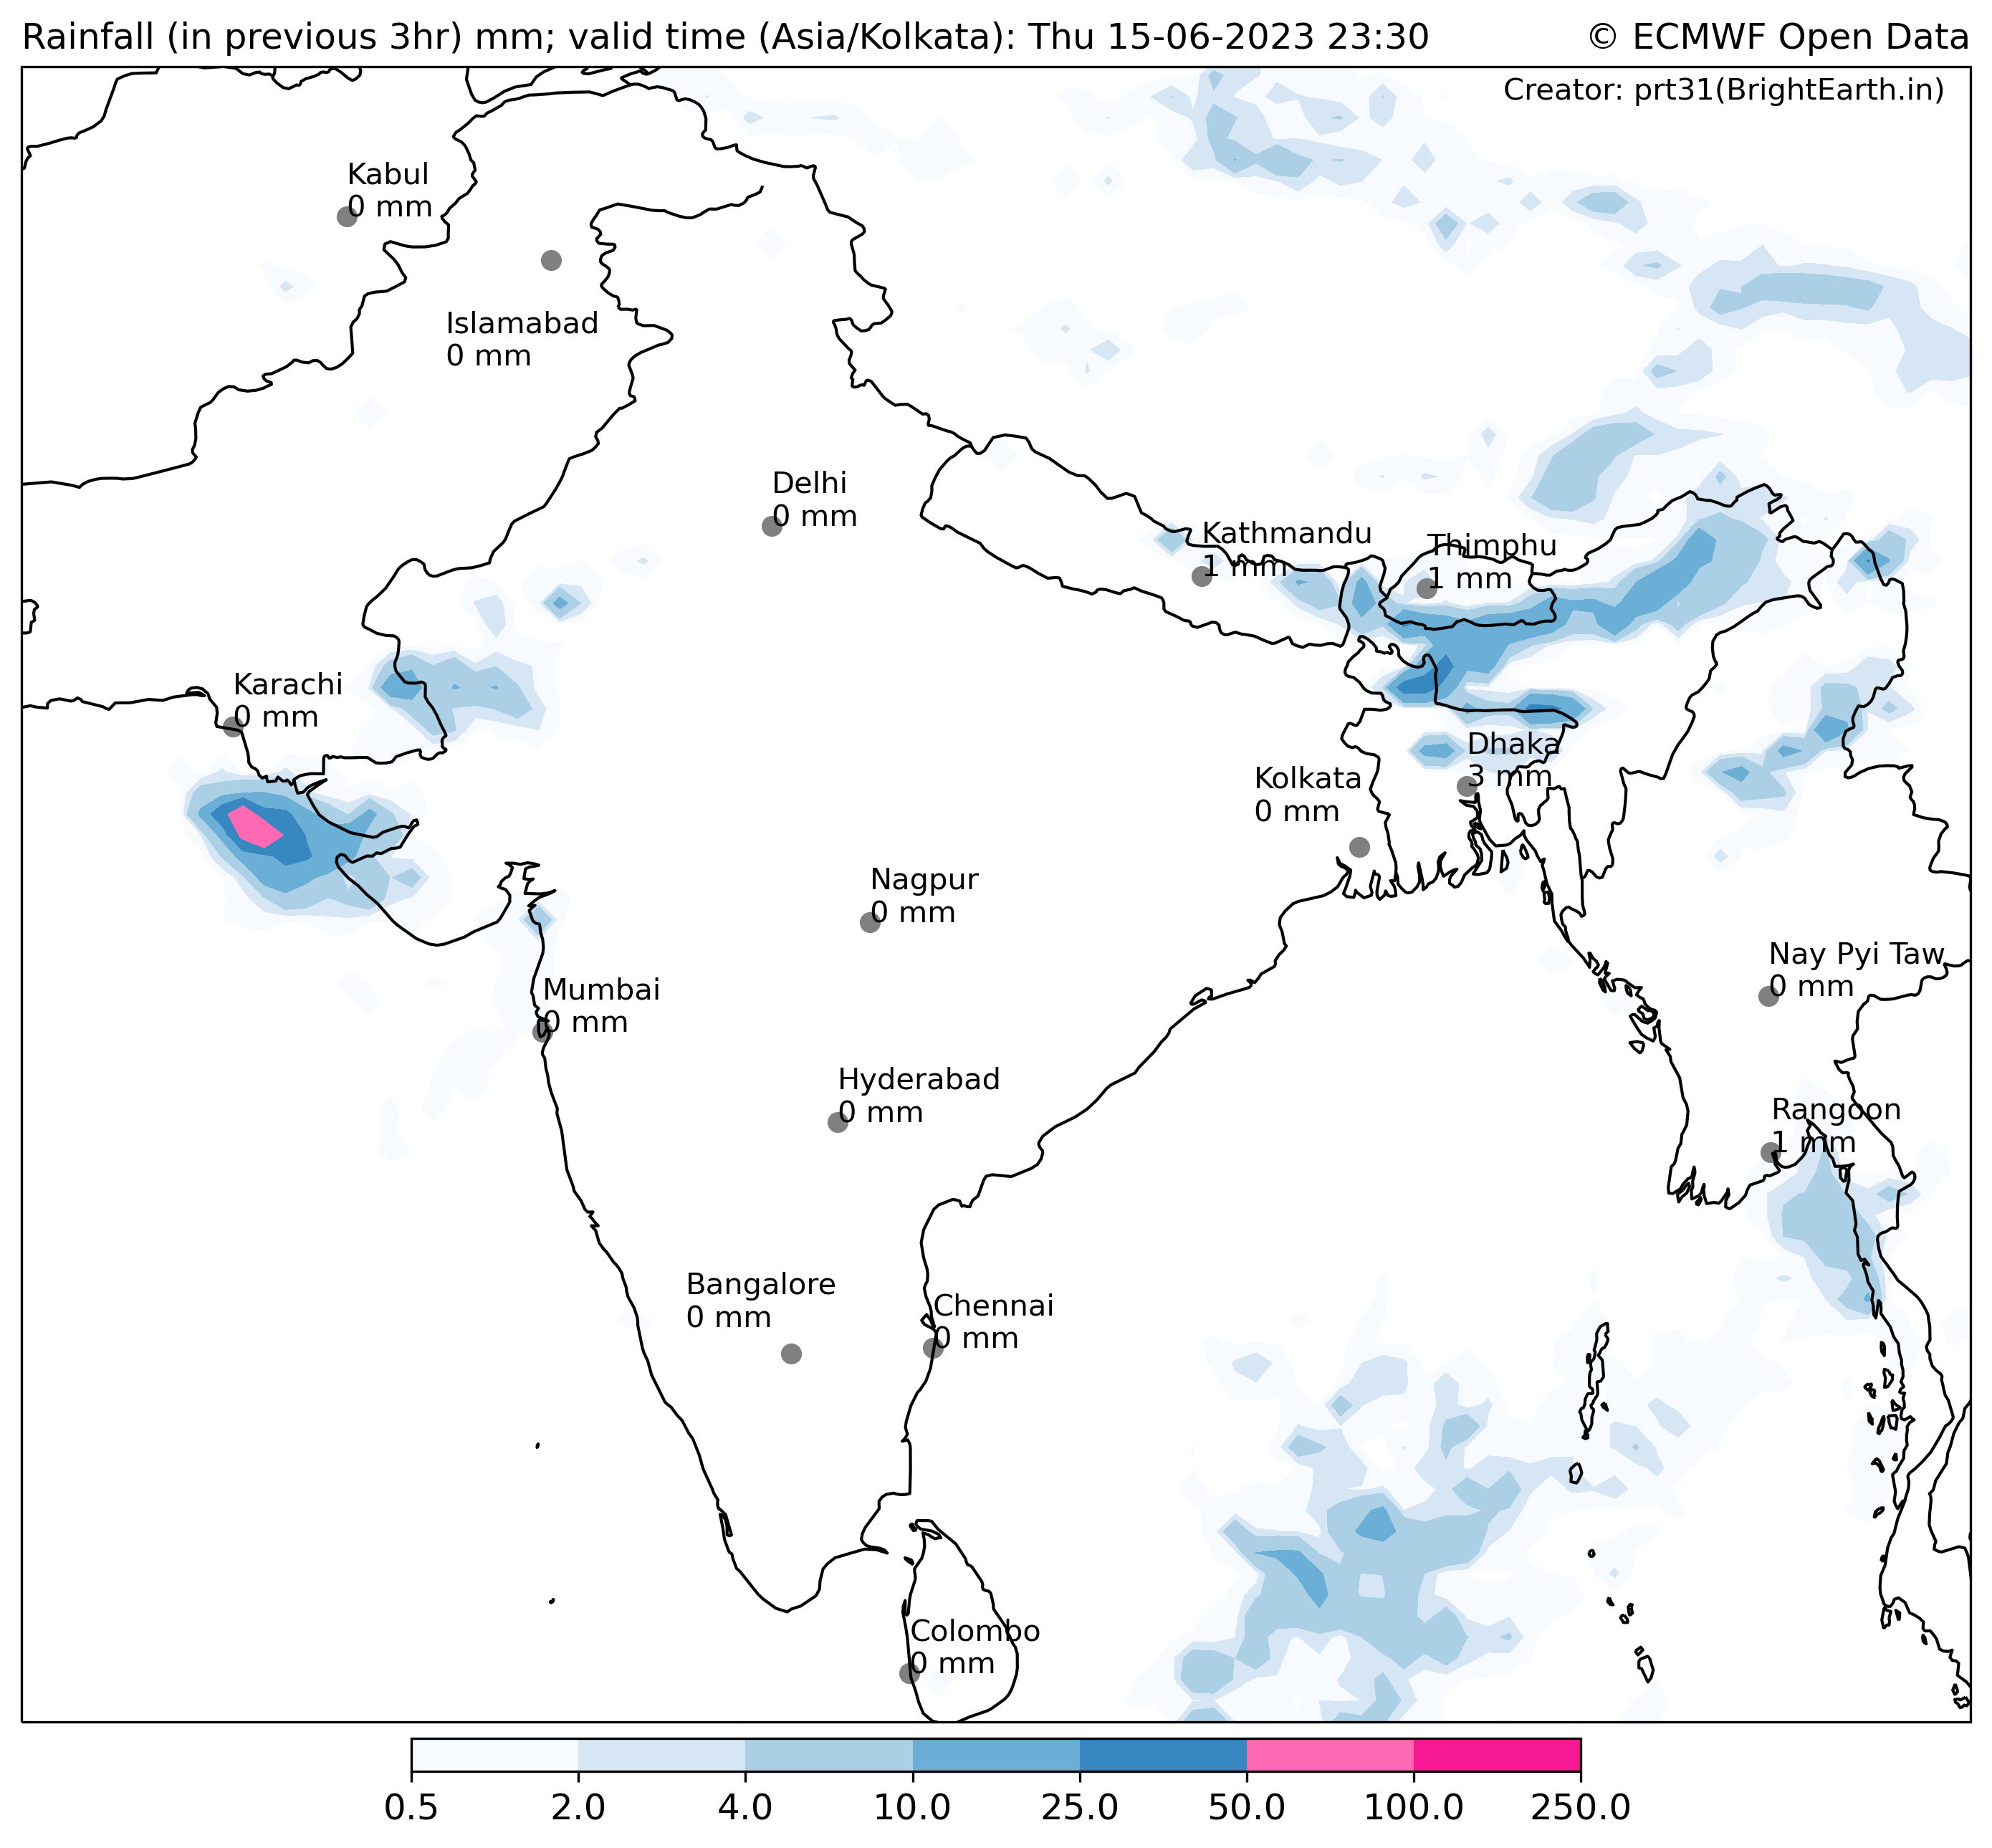 Rainfall (in previous 3hr) mm; valid time (Asia/Kolkata): Thu 15-06-2023 23:30
© ECMWF Open Data
Creator: prt31(BrightEarth.in)
Kabul
0 mm
Islamabad
0 mm
Delhi
0 mm
Kathmandu
1 mm
Thimphu
1 mm
Karachi
0 mm
Dhaka
3 mm
Kolkata
0 mm
Nagpur
0 mm
Nay Pyi Taw
0 mm
Mumbai
0 mm
Hyderabad
0 mm
Rangoon
1 mm
Bangalore
0 mm
Chennai
0 mm
Colombo
0 mm
0.5 2.0 4.0 10.0 25.0 50.0 100.0 250.0